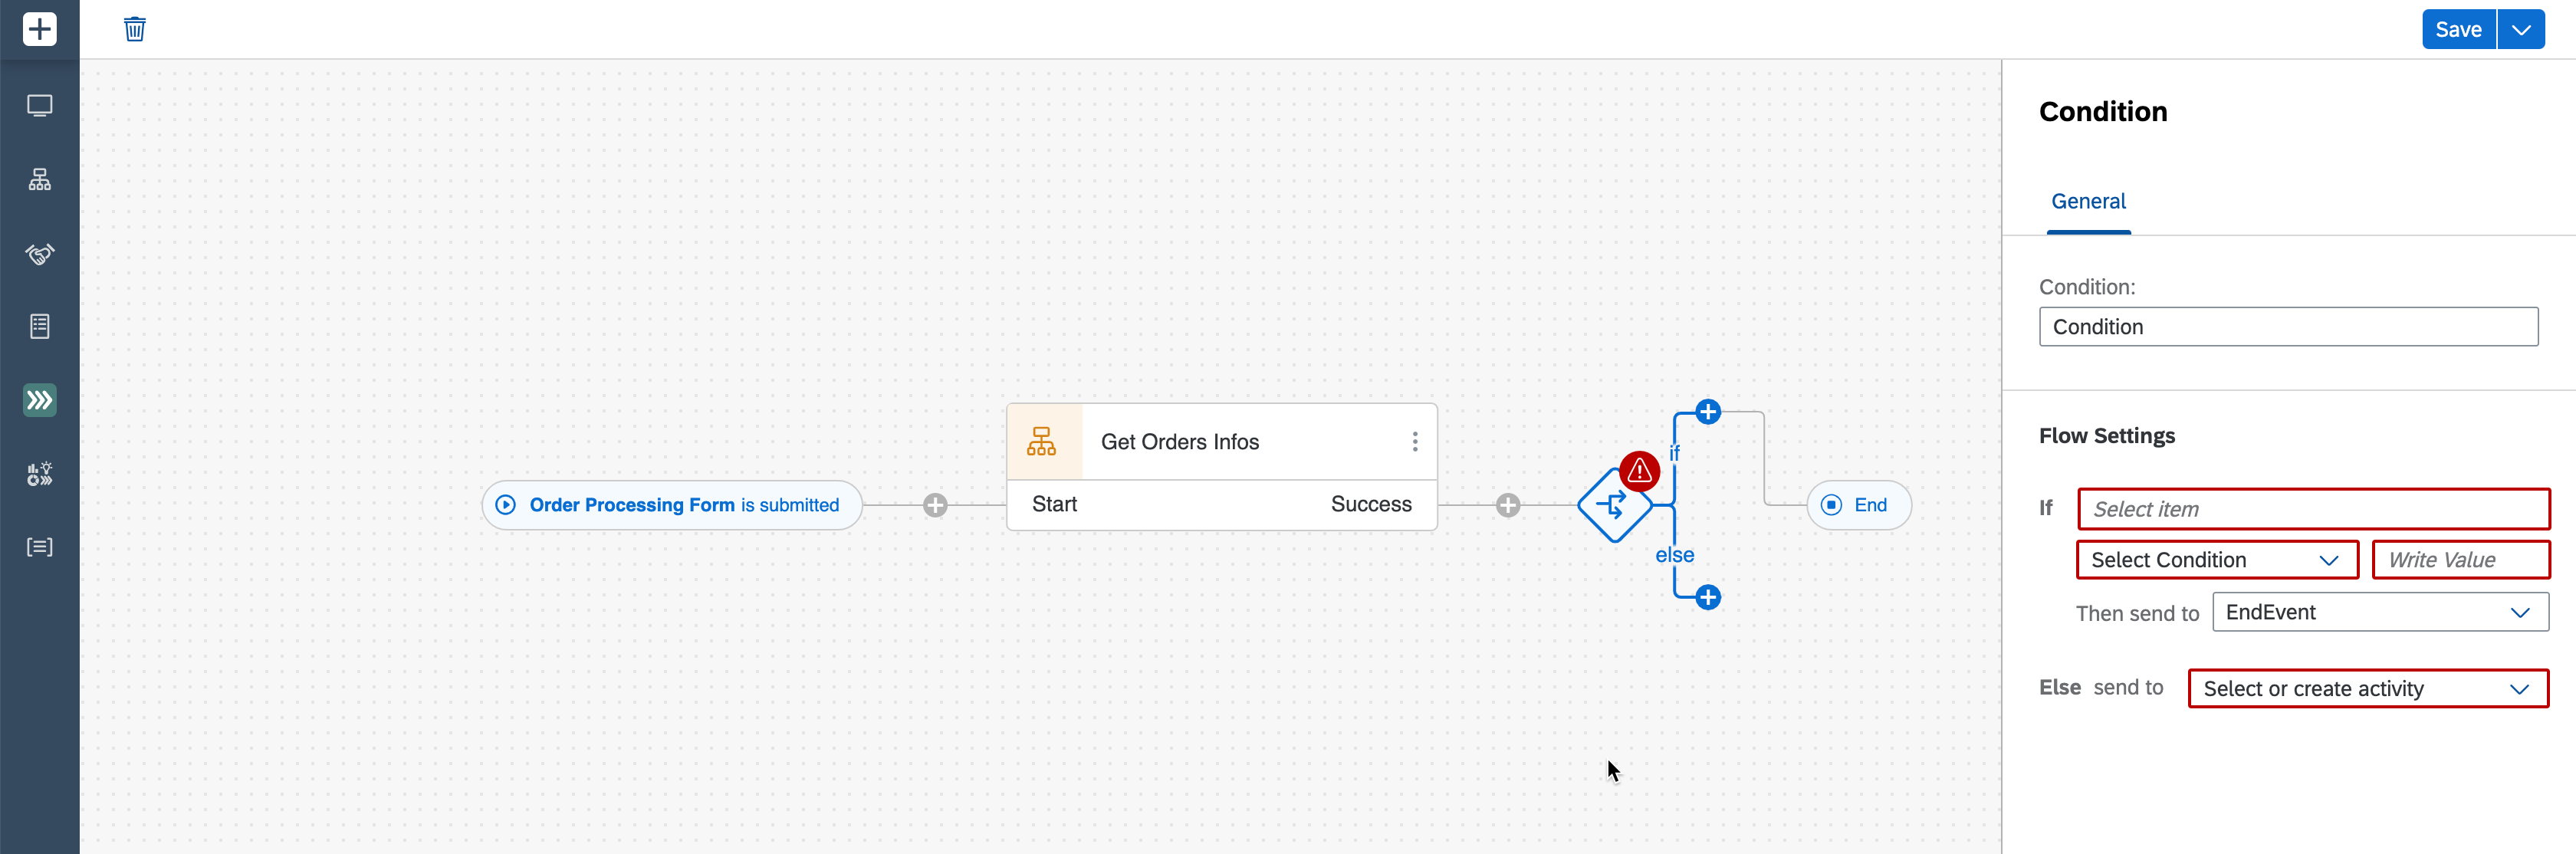 Save
Condition
General
Condition:
Condition
Flow Settings
If Select item
Select Condition Write Value
Then send to EndEvent
Else send to Select or create activity
Order Processing Form is submitted
Get Orders Infos
Start Success
if
else
End